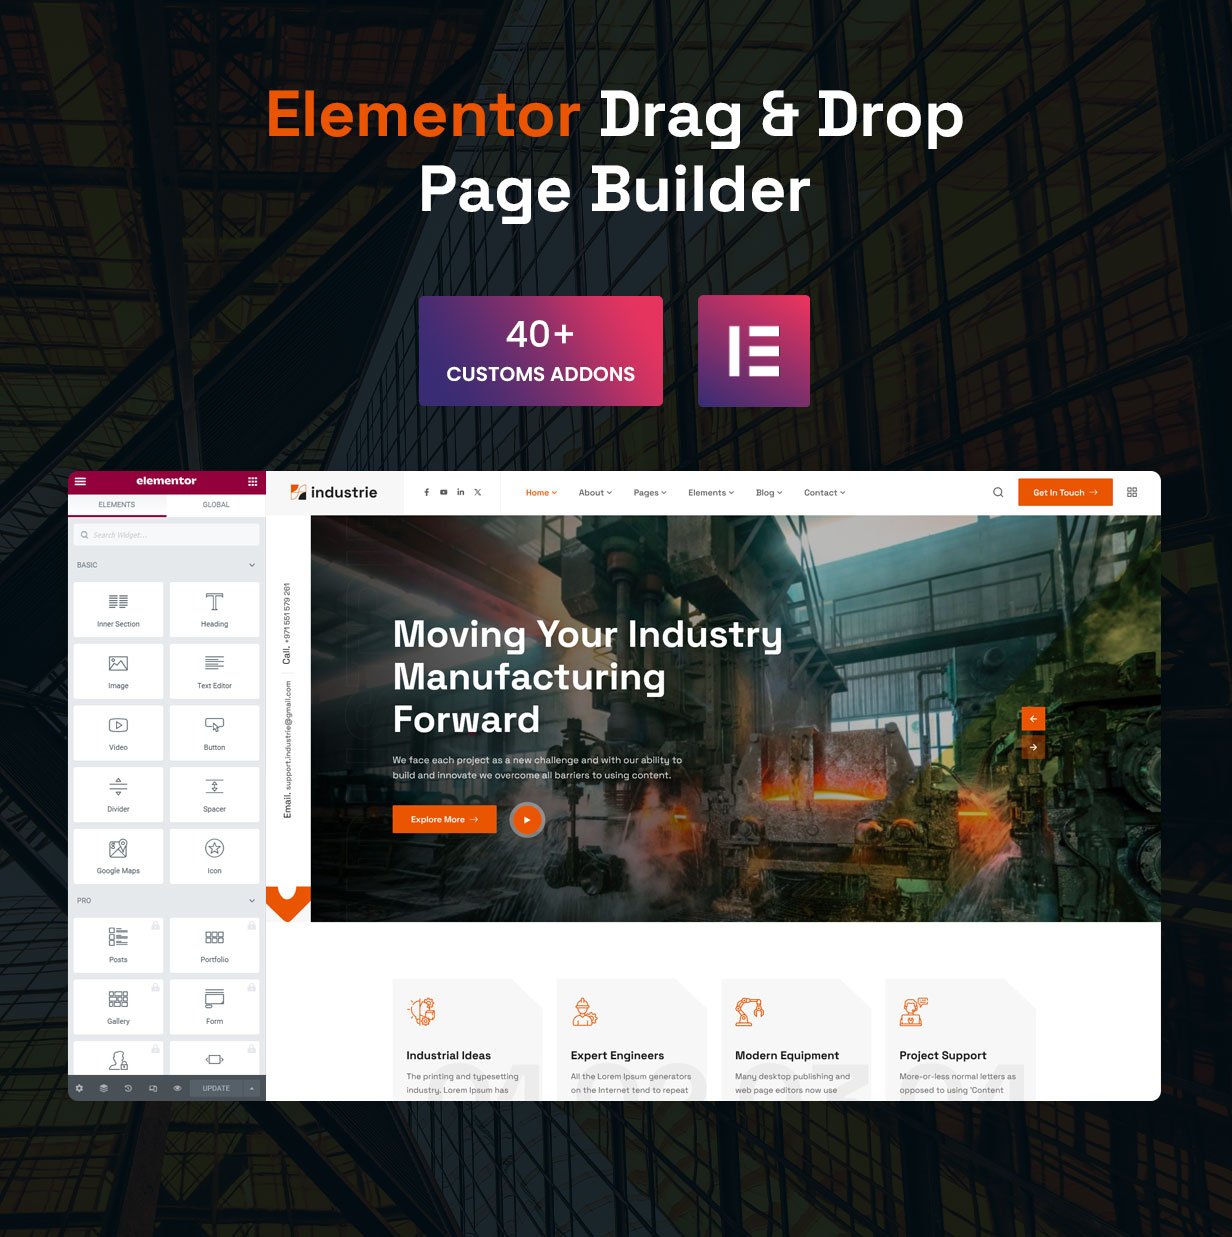 Elementor Drag & Drop
Page Builder
40+
CUSTOMS ADDONS
elementor
ELEMENTS GLOBAL
Search Widget...
BASIC
Inner Section Heading
Image Text Editor
Video Button
Divider Spacer
Google Maps Icon
PRO
Posts Portfolio
Gallery Form
UPDATE
industrie
Home About Pages Elements Blog Contact
Get In Touch
Call. +971 551 579 261
Email. support.industrie@gmail.com
Moving Your Industry
Manufacturing
Forward
We face each project as a new challenge and with our ability to
build and innovate we overcome all barriers to using content.
Explore More
Industrial Ideas
The printing and typesetting
industry. Lorem Ipsum has
Expert Engineers
All the Lorem Ipsum generators
on the Internet tend to repeat
Modern Equipment
Many desktop publishing and
web page editors now use
Project Support
More-or-less normal letters as
opposed to using 'Content